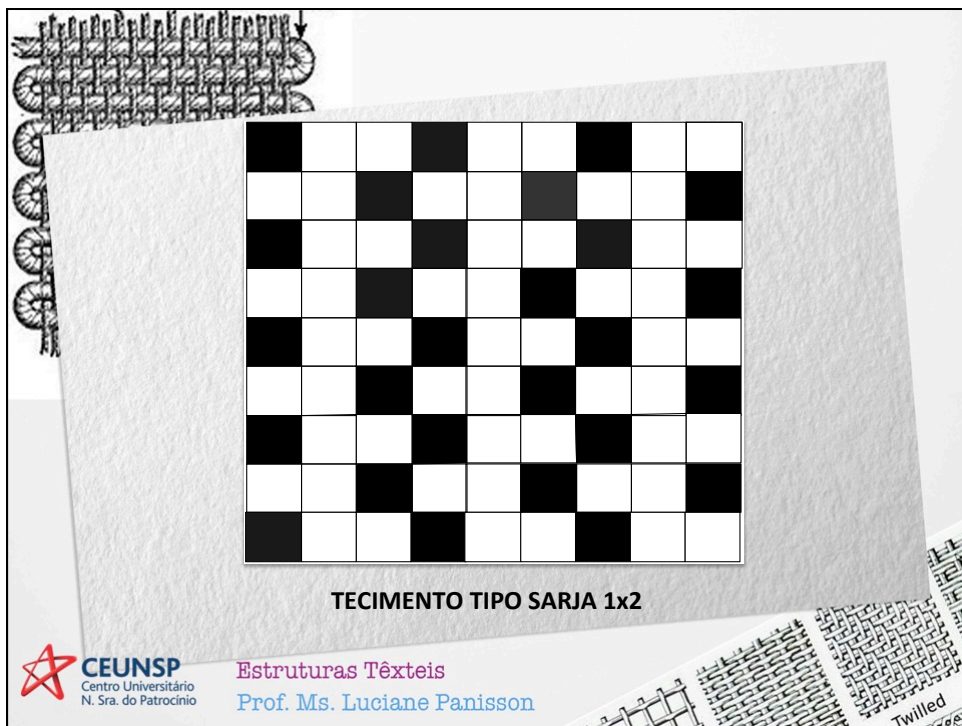 TECIMENTO TIPO SARJA 1x2
CEUNSP
Centro Universitário
N. Sra. do Patrocínio
Estruturas Têxteis
Prof. Ms. Luciane Panisson
Twilled